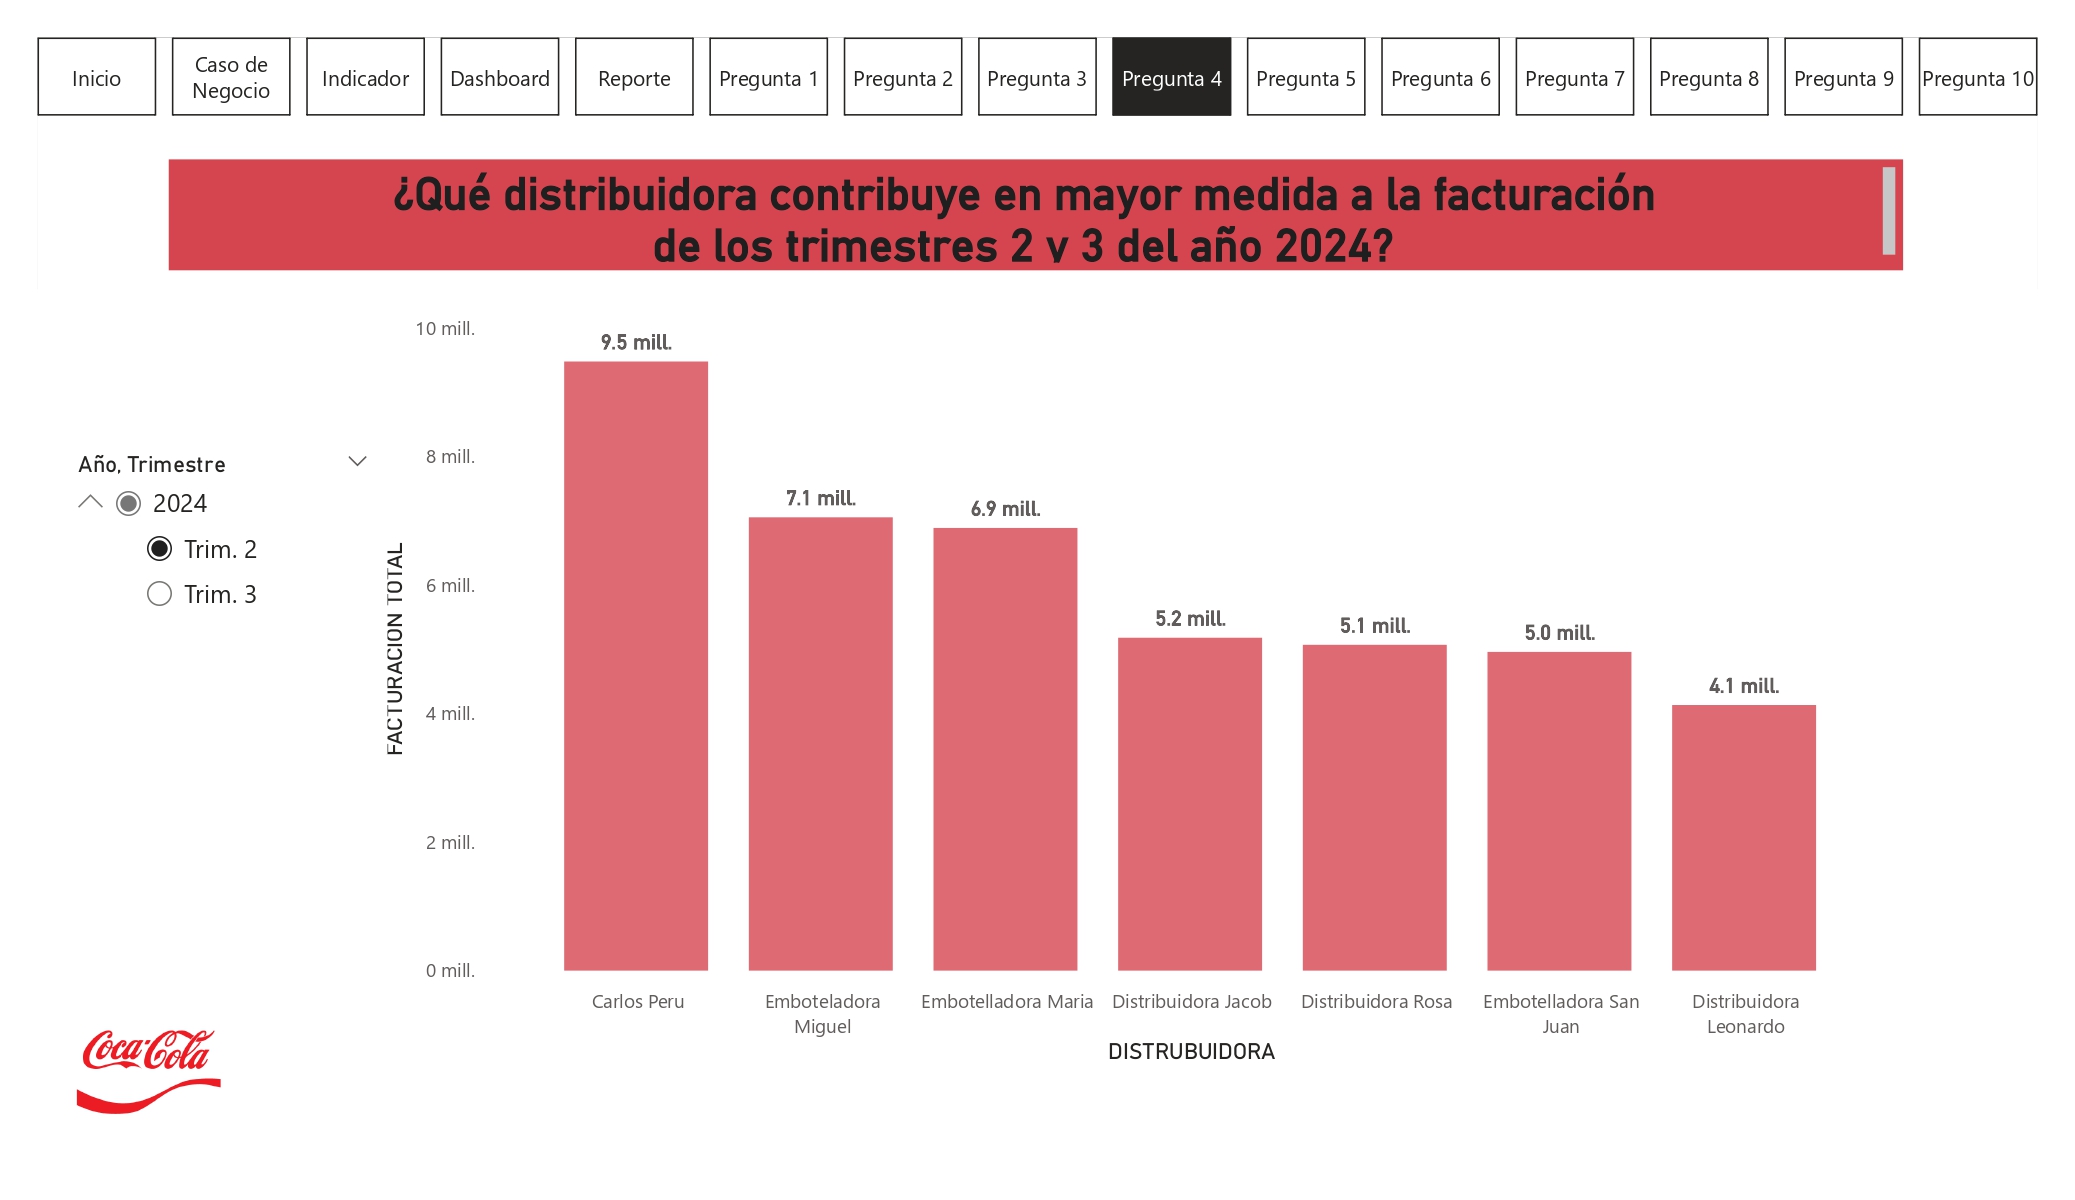 Inicio
Caso de
Negocio
Indicador
Dashboard
Reporte
Pregunta 1
Pregunta 2
Pregunta 3
Pregunta 4
Pregunta 5
Pregunta 6
Pregunta 7
Pregunta 8
Pregunta 9
Pregunta 10
¿Qué distribuidora contribuye en mayor medida a la facturación
de los trimestres 2 y 3 del año 2024?
Año, Trimestre
2024
Trim. 2
Trim. 3
FACTURACION TOTAL
10 mill.
8 mill.
6 mill.
4 mill.
2 mill.
0 mill.
9.5 mill.
7.1 mill.
6.9 mill.
5.2 mill.
5.1 mill.
5.0 mill.
4.1 mill.
Carlos Peru
Emboteladora
Miguel
Embotelladora Maria
Distribuidora Jacob
Distribuidora Rosa
Embotelladora San
Juan
Distribuidora
Leonardo
DISTRUBUIDORA
Coca-Cola